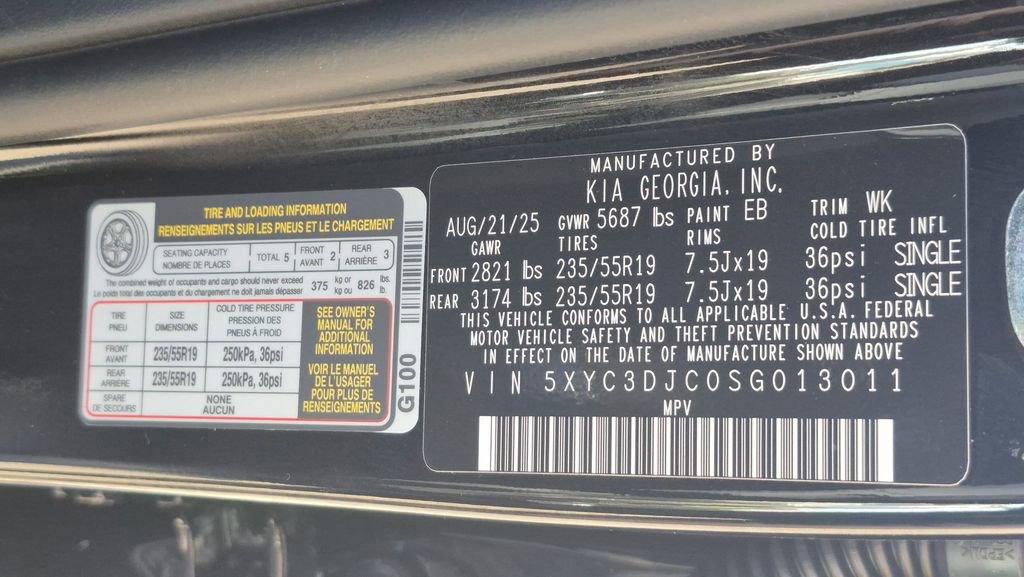 TIRE AND LOADING INFORMATION
RENSEIGNEMENTS SUR LES PNEUS ET LE CHARGEMENT
SEATING CAPACITY
NOMBRE DE PLACES
TOTAL 5
FRONT
AVANT 2
REAR
ARRIÈRE 3
The combined weight of occupants and cargo should never exceed 375 kg or 826 lbs.
Le poids total des occupants et du chargement ne doit jamais dépasser kg ou lb.
TIRE
PNEU
SIZE
DIMENSIONS
COLD TIRE PRESSURE
PRESSION DES
PNEUS À FROID
FRONT
AVANT
235/55R19
250kPa, 36psi
REAR
ARRIÈRE
235/55R19
250kPa, 36psi
SPARE
DE SECOURS
NONE
AUCUN
SEE OWNER'S
MANUAL FOR
ADDITIONAL
INFORMATION
VOIR LE MANUEL
DE L'USAGER
POUR PLUS DE
RENSEIGNEMENTS
G100
MANUFACTURED BY
KIA GEORGIA, INC.
AUG/21/25 GVWR 5687 lbs PAINT EB TRIM WK
GAWR TIRES RIMS COLD TIRE INFL
FRONT 2821 lbs 235/55R19 7.5Jx19 36psi SINGLE
REAR 3174 lbs 235/55R19 7.5Jx19 36psi SINGLE
THIS VEHICLE CONFORMS TO ALL APPLICABLE U.S.A. FEDERAL
MOTOR VEHICLE SAFETY AND THEFT PREVENTION STANDARDS
IN EFFECT ON THE DATE OF MANUFACTURE SHOWN ABOVE
VIN 5XYC3DJC0SG013011
MPV